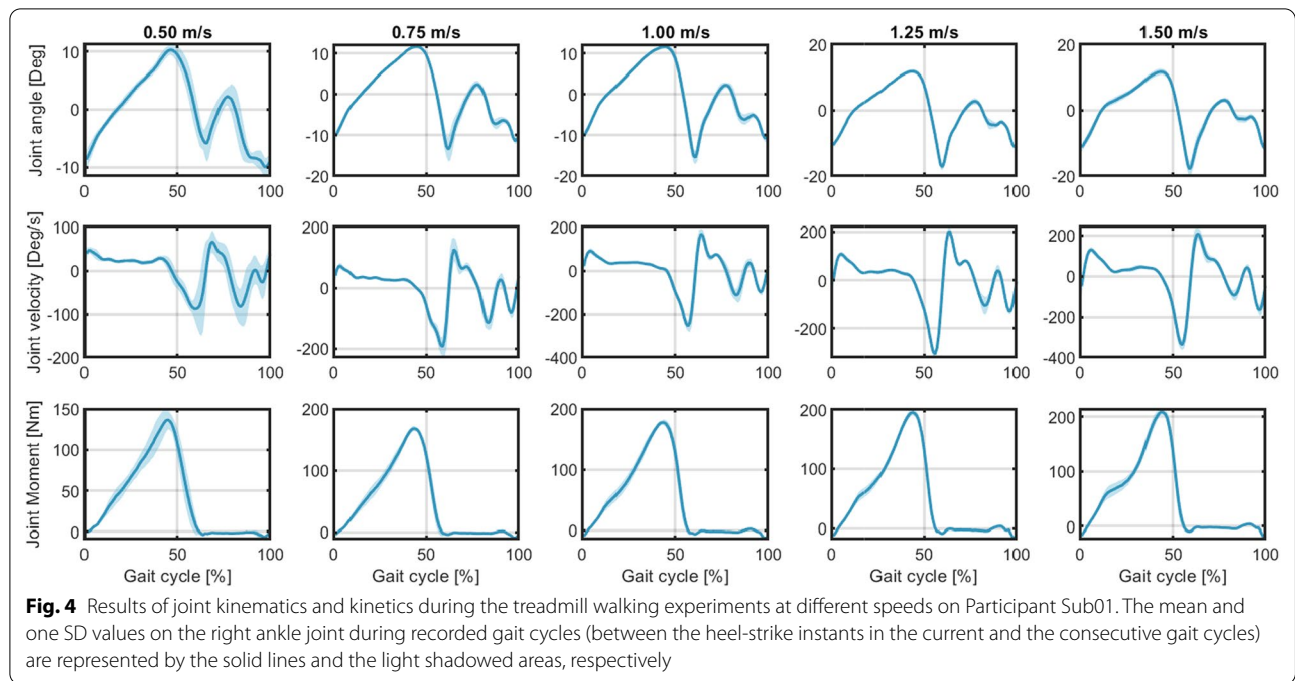 0.50 m/s 0.75 m/s 1.00 m/s 1.25 m/s 1.50 m/s
Joint angle [Deg]
10
0
-10
0 50 100
10
0
-10
-20
0 50 100
10
0
-10
-20
0 50 100
20
0
-20
0 50 100
20
0
-20
0 50 100
Joint velocity [Deg/s]
100
0
-100
-200
0 50 100
200
0
-200
0 50 100
200
0
-200
-400
0 50 100
200
0
-200
0 50 100
200
0
-200
-400
0 50 100
Joint Moment [Nm]
150
100
50
0
0 50 100
200
100
0
0 50 100
200
100
0
0 50 100
200
100
0
0 50 100
200
100
0
0 50 100
Gait cycle [%] Gait cycle [%] Gait cycle [%] Gait cycle [%] Gait cycle [%]
Fig. 4 Results of joint kinematics and kinetics during the treadmill walking experiments at different speeds on Participant Sub01. The mean and
one SD values on the right ankle joint during recorded gait cycles (between the heel-strike instants in the current and the consecutive gait cycles)
are represented by the solid lines and the light shadowed areas, respectively